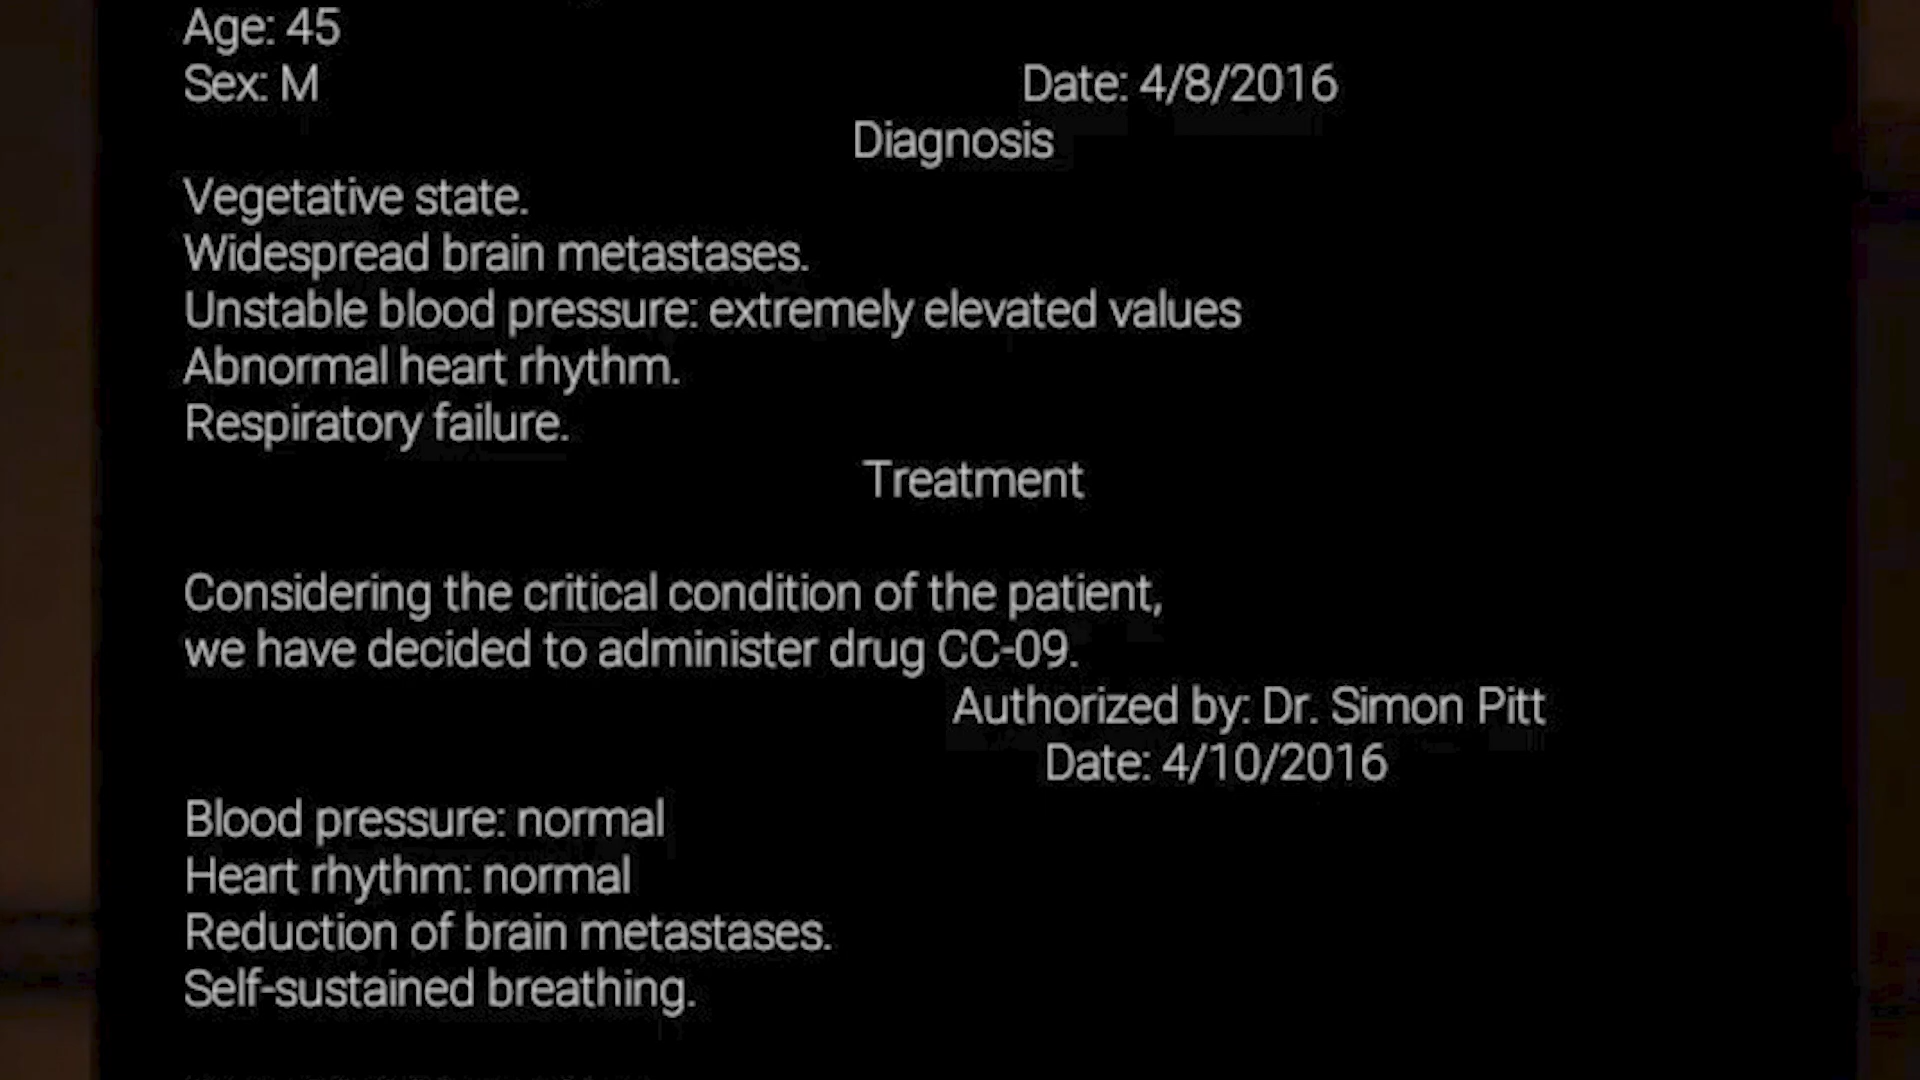 Age: 45
Sex: M Date: 4/8/2016
Diagnosis
Vegetative state.
Widespread brain metastases.
Unstable blood pressure: extremely elevated values
Abnormal heart rhythm.
Respiratory failure.
Treatment
Considering the critical condition of the patient,
we have decided to administer drug CC-09.
Authorized by: Dr. Simon Pitt
Date: 4/10/2016
Blood pressure: normal
Heart rhythm: normal
Reduction of brain metastases.
Self-sustained breathing.